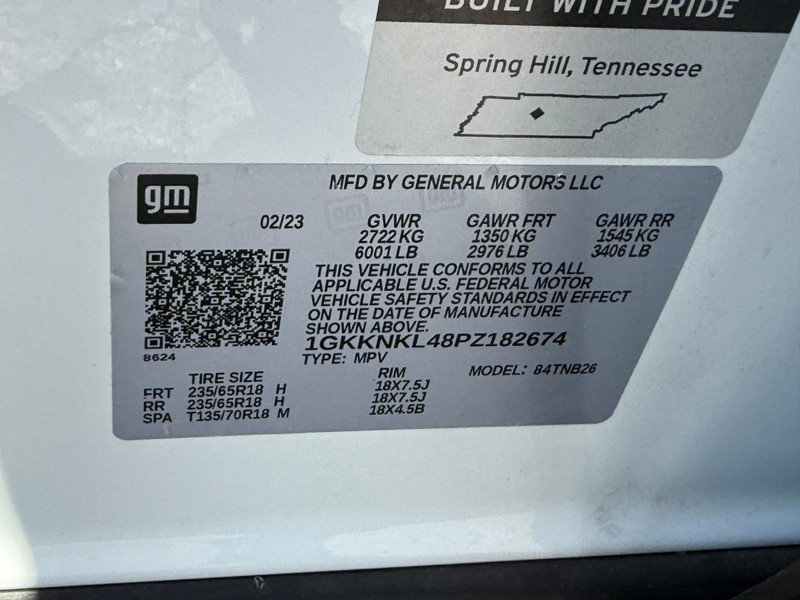 BUILT WITH PRIDE
Spring Hill, Tennessee
gm
MFD BY GENERAL MOTORS LLC
02/23 GVWR GAWR FRT GAWR RR
2722 KG 1350 KG 1545 KG
6001 LB 2976 LB 3406 LB
THIS VEHICLE CONFORMS TO ALL
APPLICABLE U.S. FEDERAL MOTOR
VEHICLE SAFETY STANDARDS IN EFFECT
ON THE DATE OF MANUFACTURE
SHOWN ABOVE.
1GKKNKL48PZ182674
8624
TYPE: MPV MODEL: 84TNB26
TIRE SIZE RIM
FRT 235/65R18 H 18X7.5J
RR 235/65R18 H 18X7.5J
SPA T135/70R18 M 18X4.5B